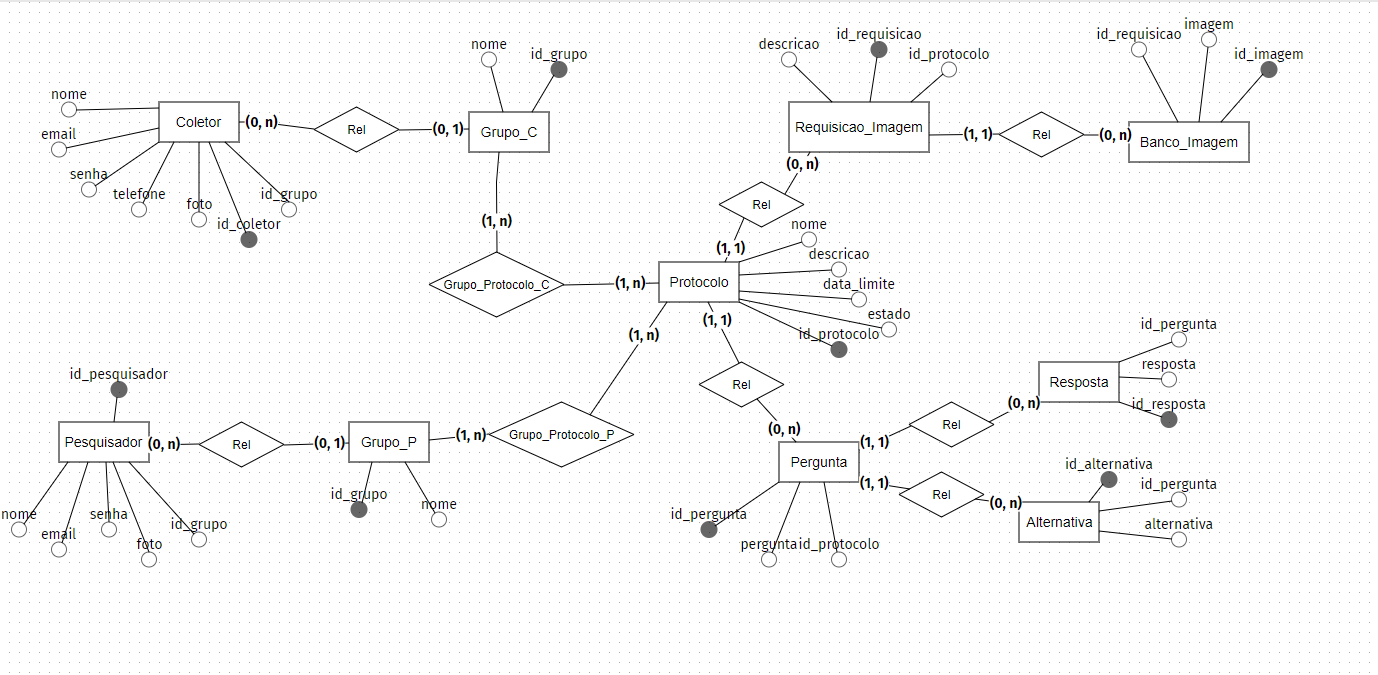 imagem
descricao
id_requisicao
id_requisicao
id_protocolo
id_imagem
nome
id_grupo
nome
email
senha
telefone
foto
id_coletor
id_grupo
Coletor
(0, n)
Rel
(0, 1)
Grupo_C
Requisicao_Imagem
(1, 1)
Rel
(0, n)
Banco_Imagem
(0, n)
Rel
(1, 1)
(1, n)
Grupo_Protocolo_C
(1, n)
Protocolo
nome
descricao
data_limite
estado
id_protocolo
(1, n)
(1, 1)
Rel
(0, n)
id_pesquisador
Pesquisador
(0, n)
Rel
(0, 1)
Grupo_P
(1, n)
Grupo_Protocolo_P
nome
email
senha
foto
id_grupo
id_grupo
nome
Pergunta
(1, 1)
Rel
(0, n)
Resposta
id_pergunta
resposta
id_resposta
(1, 1)
Rel
(0, n)
Alternativa
id_alternativa
id_pergunta
alternativa
id_pergunta
pergunta
id_protocolo